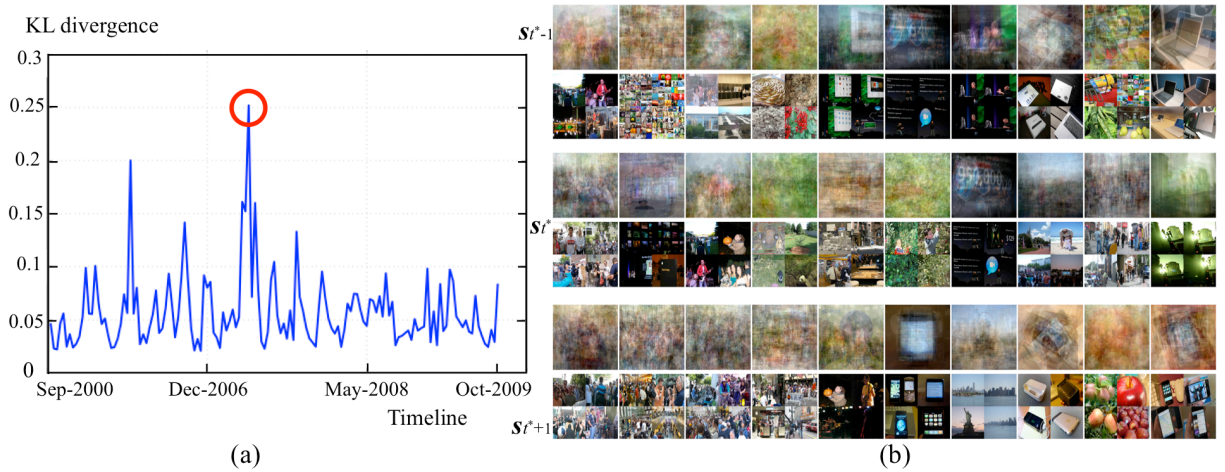 KL divergence
0.3
0.25
0.2
0.15
0.1
0.05
0
Sep-2000
Dec-2006
May-2008
Oct-2009
Timeline
(a)
st*-1
st*
st*+1
(b)